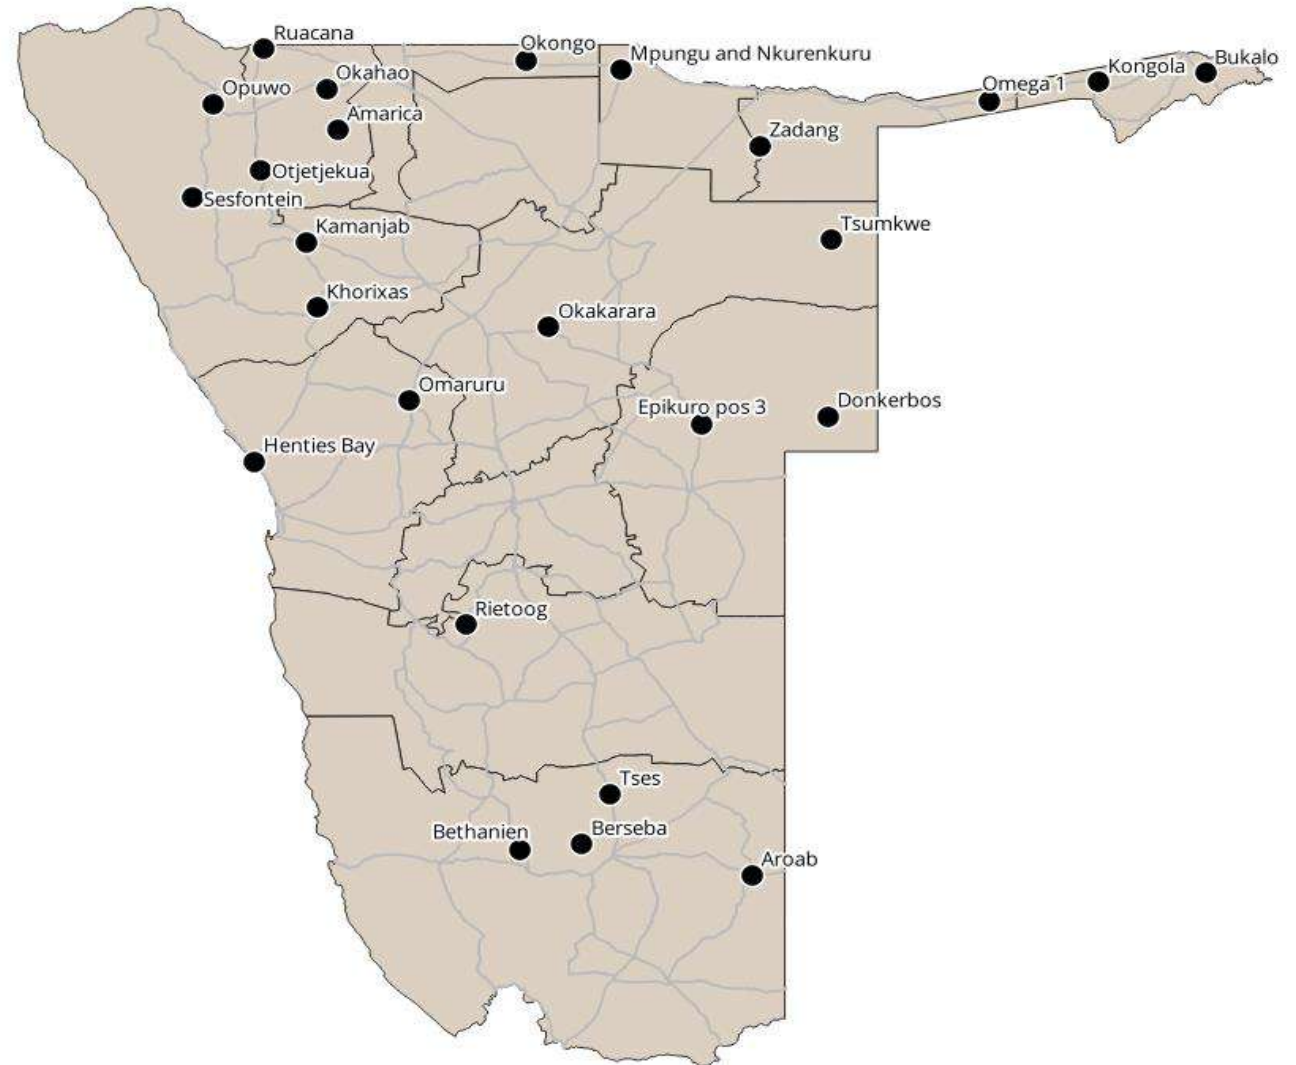 Ruacana
Okongo
Mpungu and Nkurenkuru
Bukalo
Kongola
Okahao
Omega 1
Opuwo
Amarica
Zadang
Otjetjekua
Sesfontein
Kamanjab
Tsumkwe
Khorixas
Okakarara
Omaruru
Donkerbos
Epikuro pos 3
Henties Bay
Rietoog
Tses
Berseba
Bethanien
Aroab